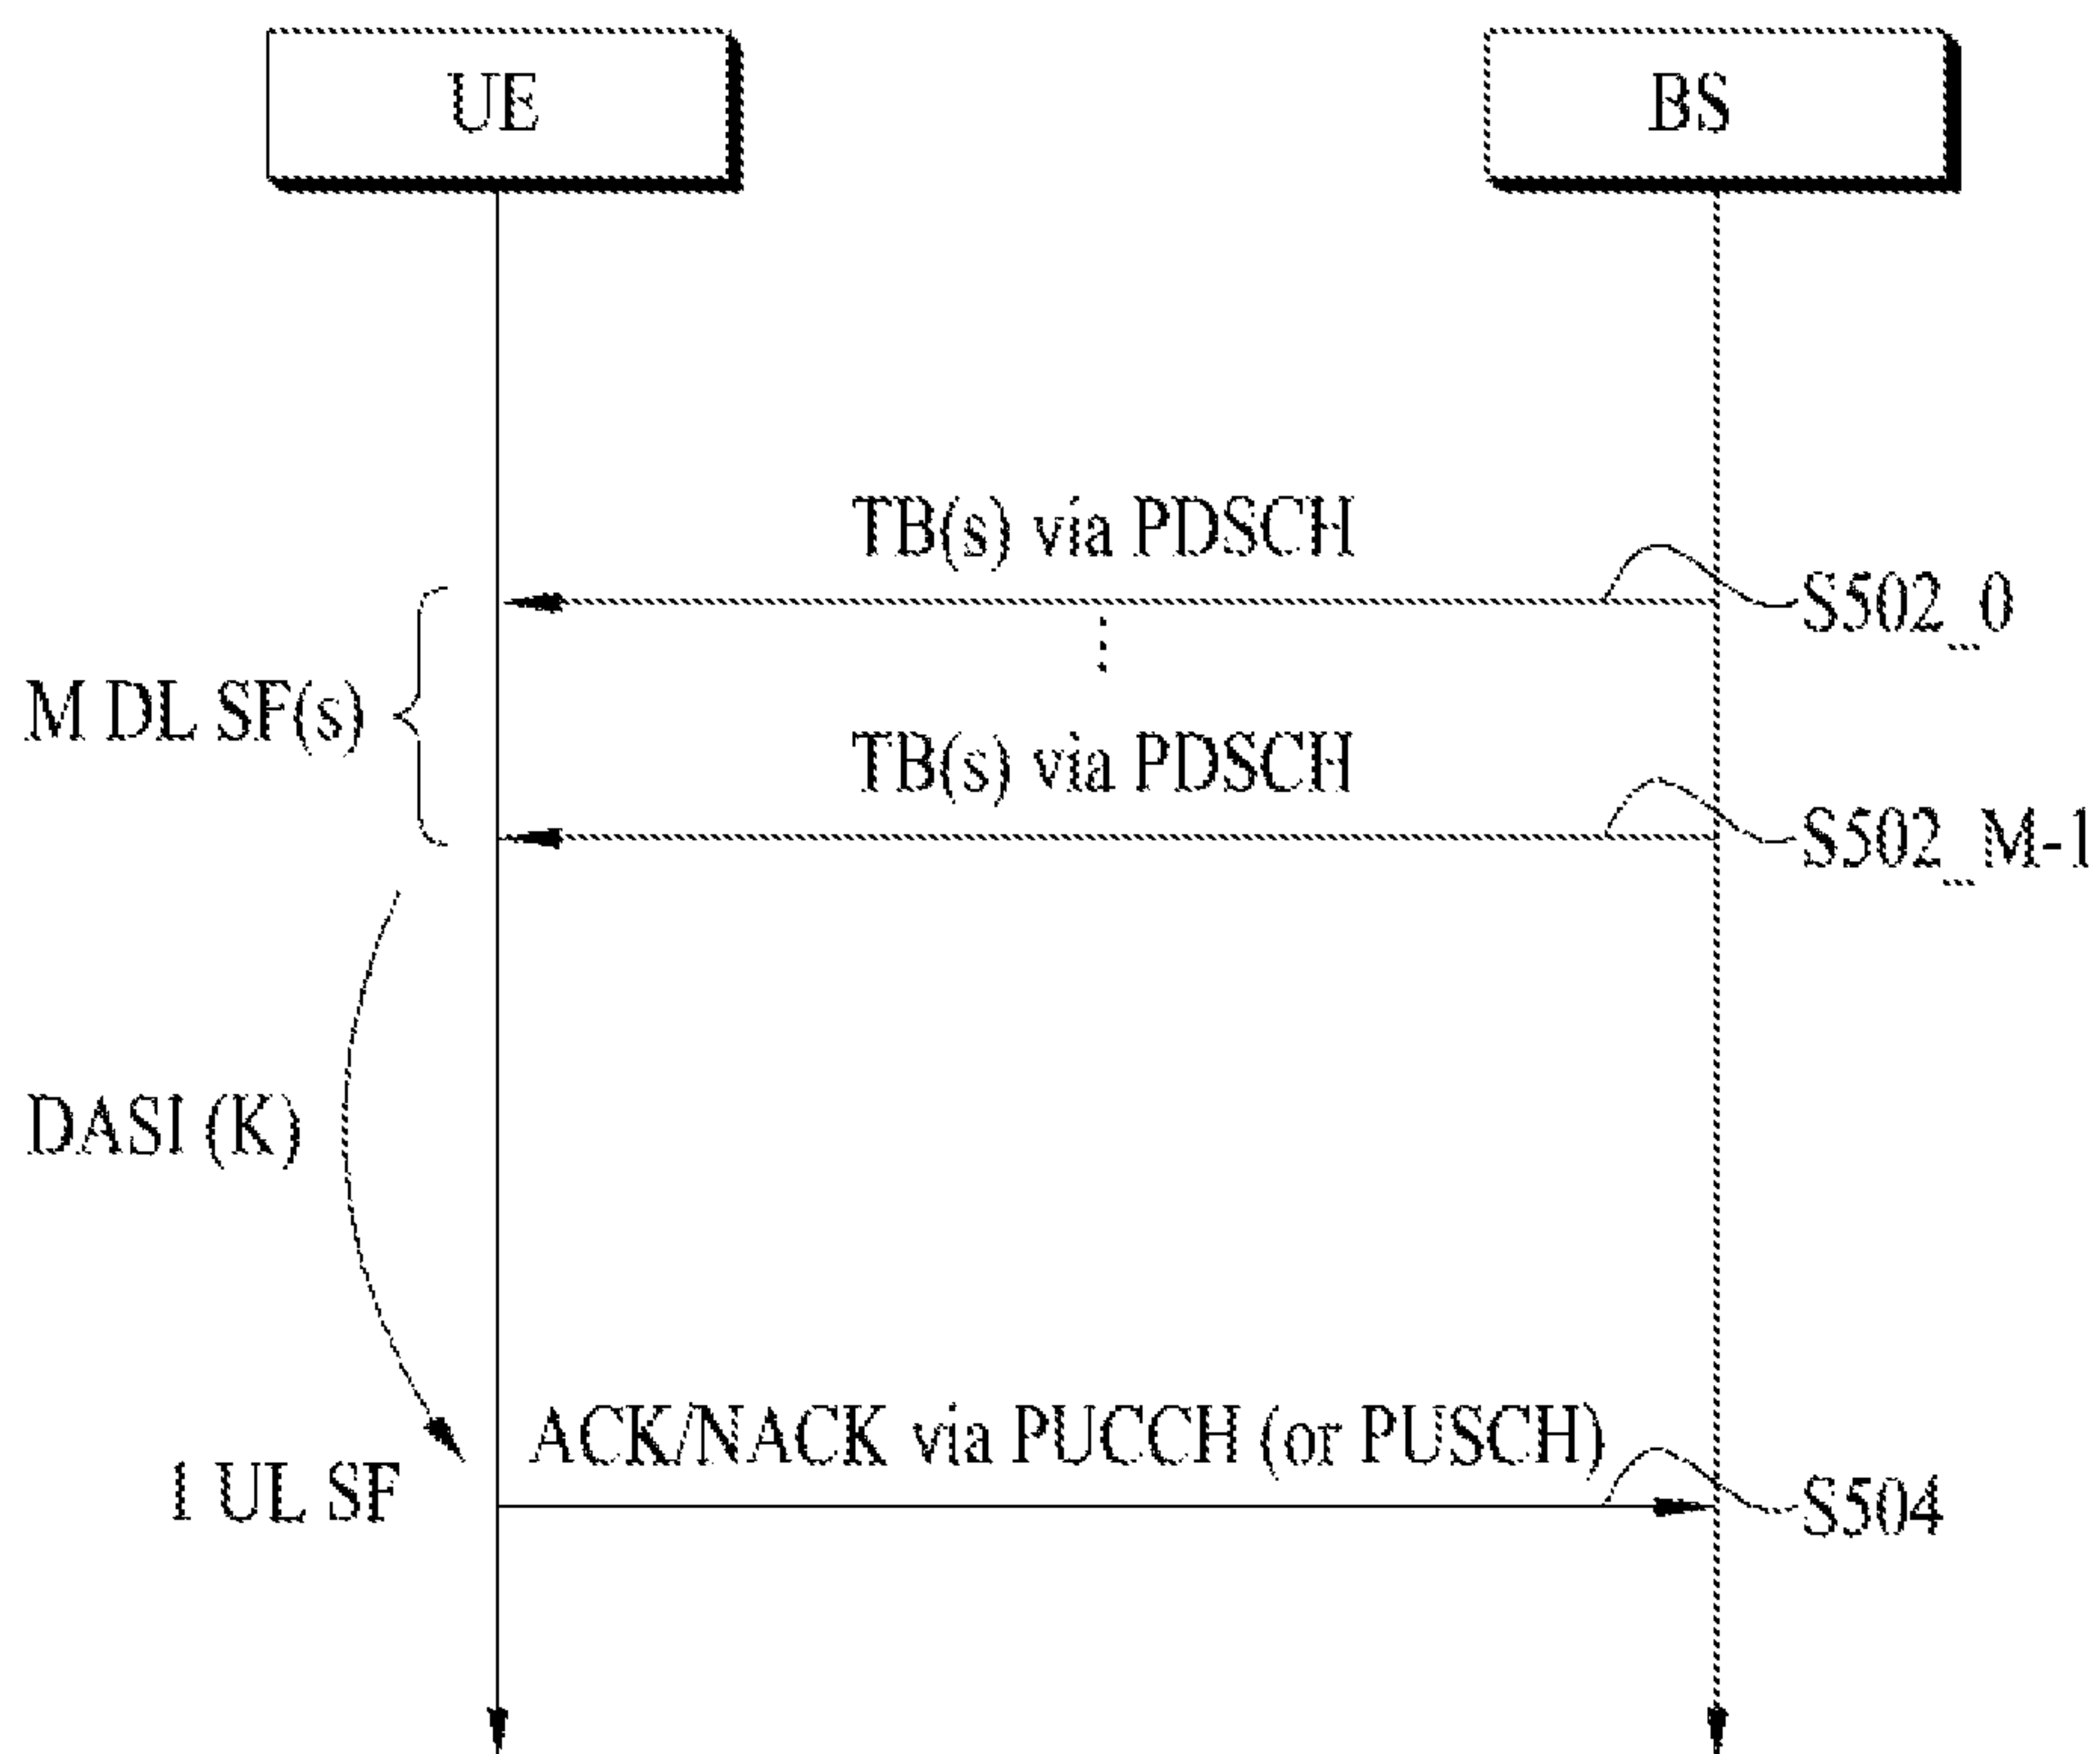 UE
BS
TB(s) via PDSCH
S502_0
M DL SF(s)
TB(s) via PDSCH
S502_M-1
DASI (K)
ACK/NACK via PUCCH (or PUSCH)
1 UL SF
S504